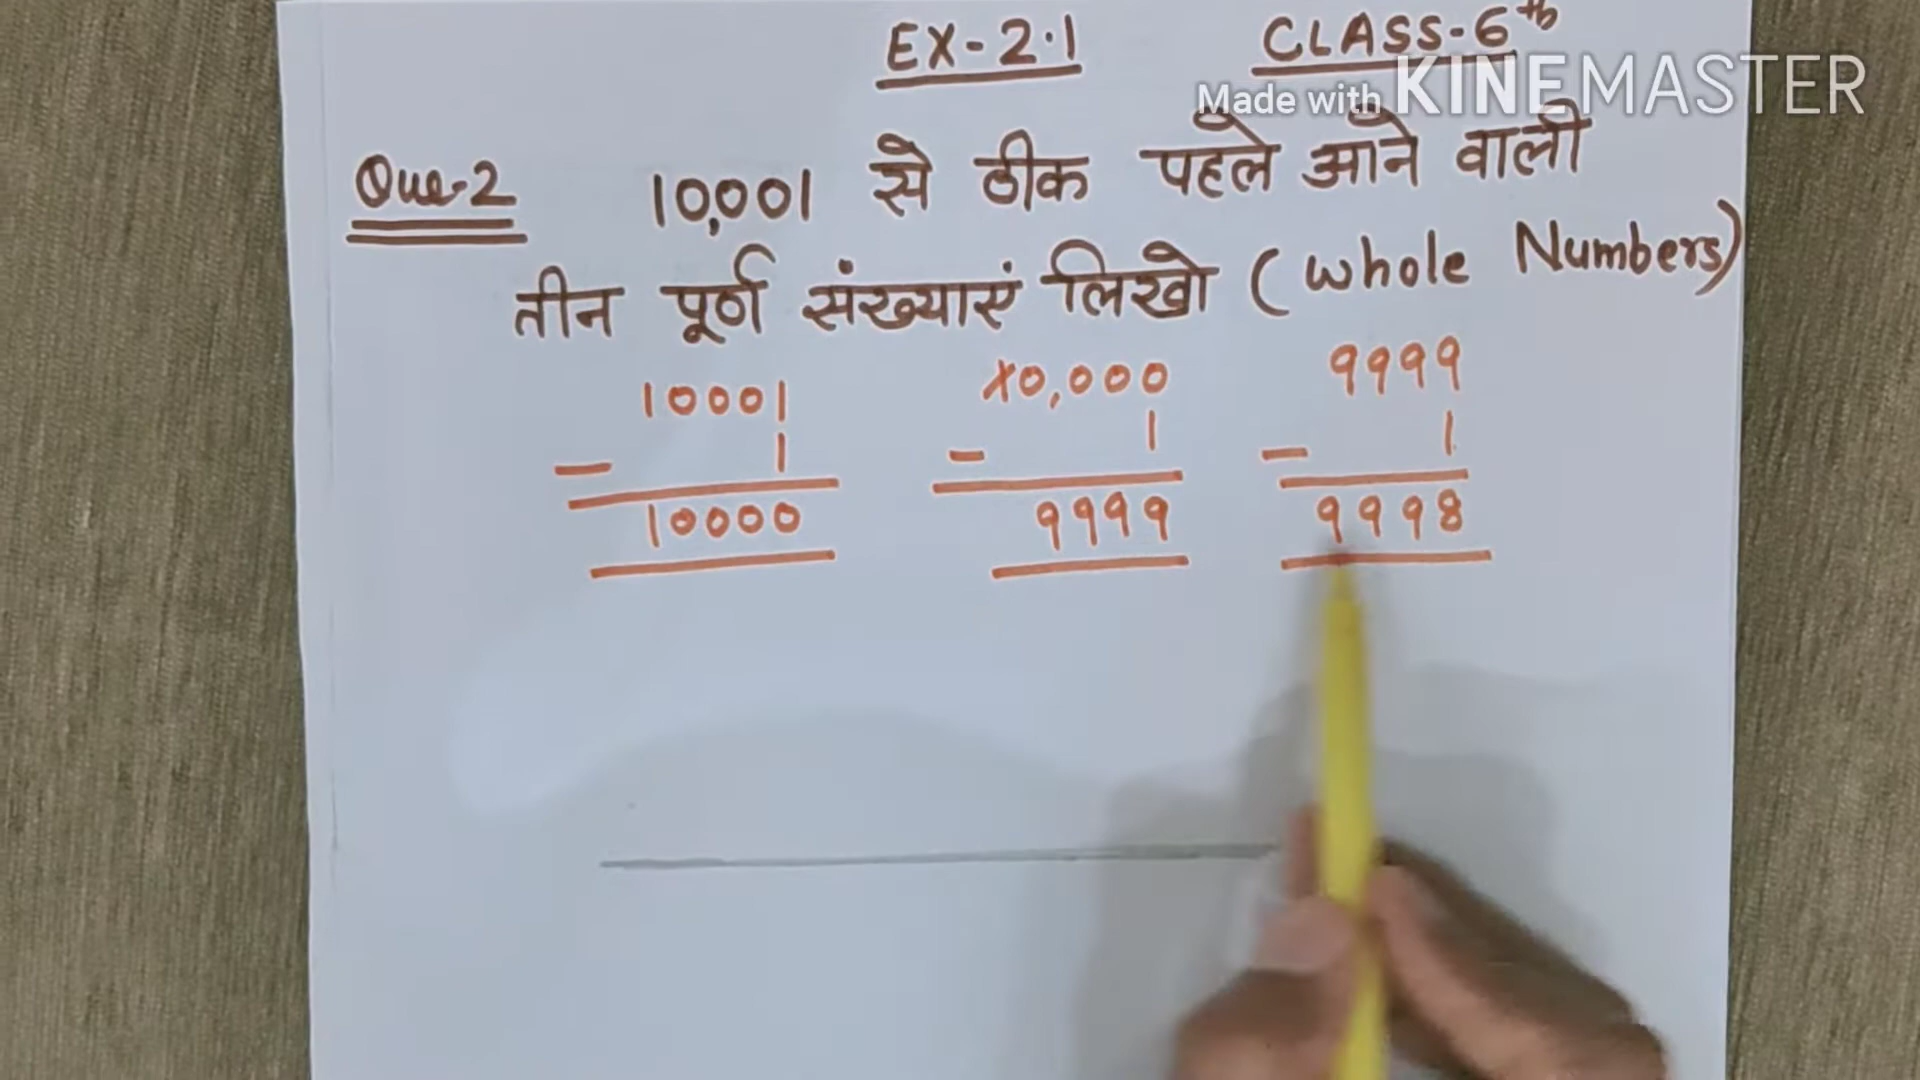 EX-2.1 CLASS-6th
Made with KINEMASTER
Que-2 10,001 से ठीक पहले आने वाली
तीन पूर्ण संख्याएं लिखो (Whole Numbers)
10001 10,000 9999
- 1 - 1 - 1
10000 9999 9998